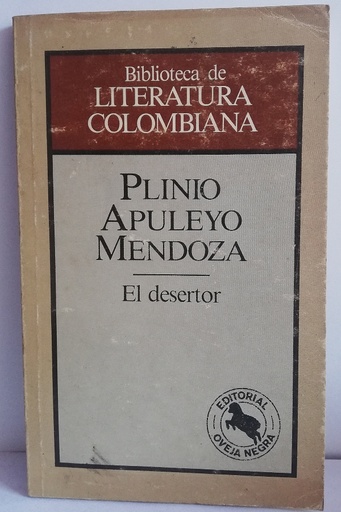 Biblioteca de
LITERATURA
COLOMBIANA
PLINIO
APULEYO
MENDOZA
El desertor
EDITORIAL
OVEJA NEGRA